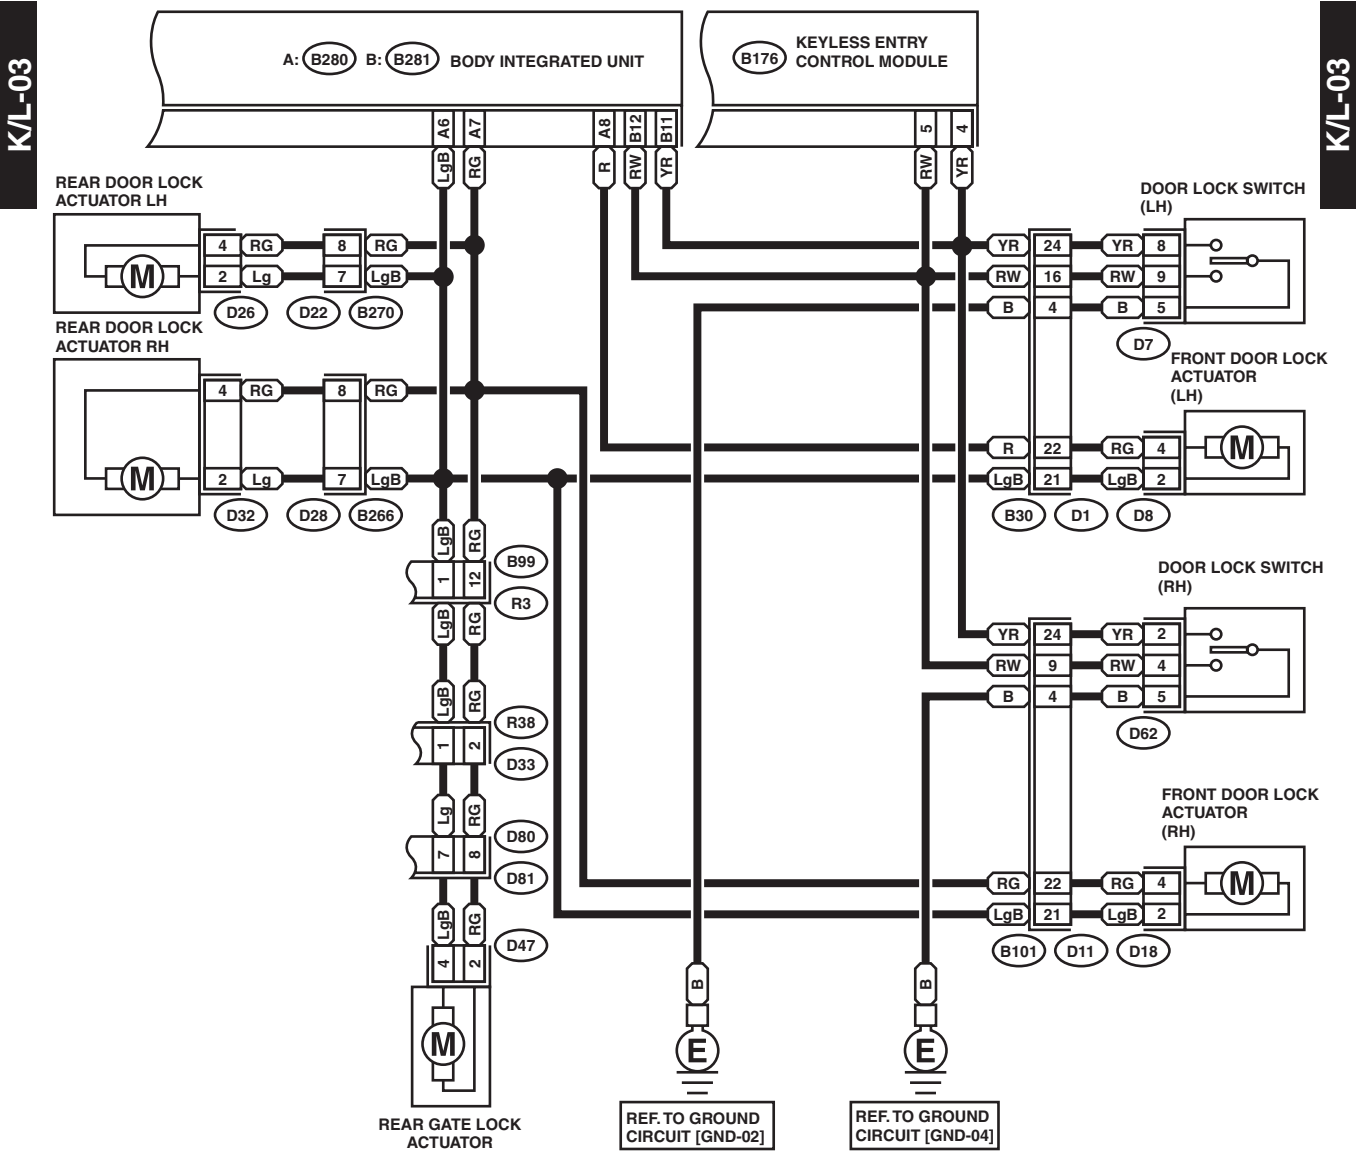 K/L-03
K/L-03
A: B280 B: B281 BODY INTEGRATED UNIT
B176 KEYLESS ENTRY
CONTROL MODULE
A6 A7 A8 B12 B11 5 4
LgB RG R RW YR RW YR
REAR DOOR LOCK
ACTUATOR LH
M
4 RG 8 RG
2 Lg 7 LgB
D26 D22 B270
REAR DOOR LOCK
ACTUATOR RH
M
4 RG 8 RG
2 Lg 7 LgB
D32 D28 B266
DOOR LOCK SWITCH
(LH)
YR 24 YR 8
RW 16 RW 9
B 4 B 5
D7
FRONT DOOR LOCK
ACTUATOR
(LH)
M
R 22 RG 4
LgB 21 LgB 2
B30 D1 D8
LgB RG
1 12
B99
R3
LgB RG
LgB RG
1 2
R38
D33
Lg RG
7 8
D80
D81
LgB RG
4 2
D47
M
REAR GATE LOCK
ACTUATOR
DOOR LOCK SWITCH
(RH)
YR 24 YR 2
RW 9 RW 4
B 4 B 5
D62
FRONT DOOR LOCK
ACTUATOR
(RH)
M
RG 22 RG 4
LgB 21 LgB 2
B101 D11 D18
B
E
REF. TO GROUND
CIRCUIT [GND-02]
B
E
REF. TO GROUND
CIRCUIT [GND-04]